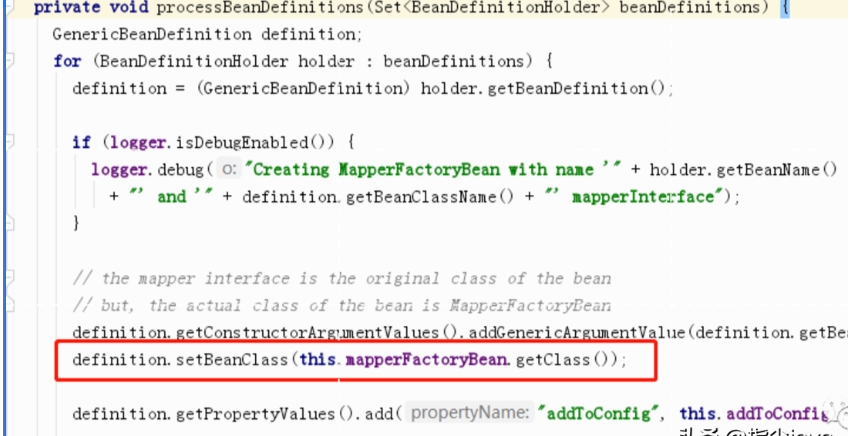 private void processBeanDefinitions(Set<BeanDefinitionHolder> beanDefinitions) {
GenericBeanDefinition definition;
for (BeanDefinitionHolder holder : beanDefinitions) {
definition = (GenericBeanDefinition) holder.getBeanDefinition();
if (logger.isDebugEnabled()) {
logger.debug( o: "Creating MapperFactoryBean with name '" + holder.getBeanName()
+ "' and '" + definition.getBeanClassName() + "' mapperInterface");
}
// the mapper interface is the original class of the bean
// but, the actual class of the bean is MapperFactoryBean
definition.getConstructorArgumentValues().addGenericArgumentValue(definition.getBea
definition.setBeanClass(this.mapperFactoryBean.getClass());
definition.getPropertyValues().add( propertyName: "addToConfig", this.addToConfig